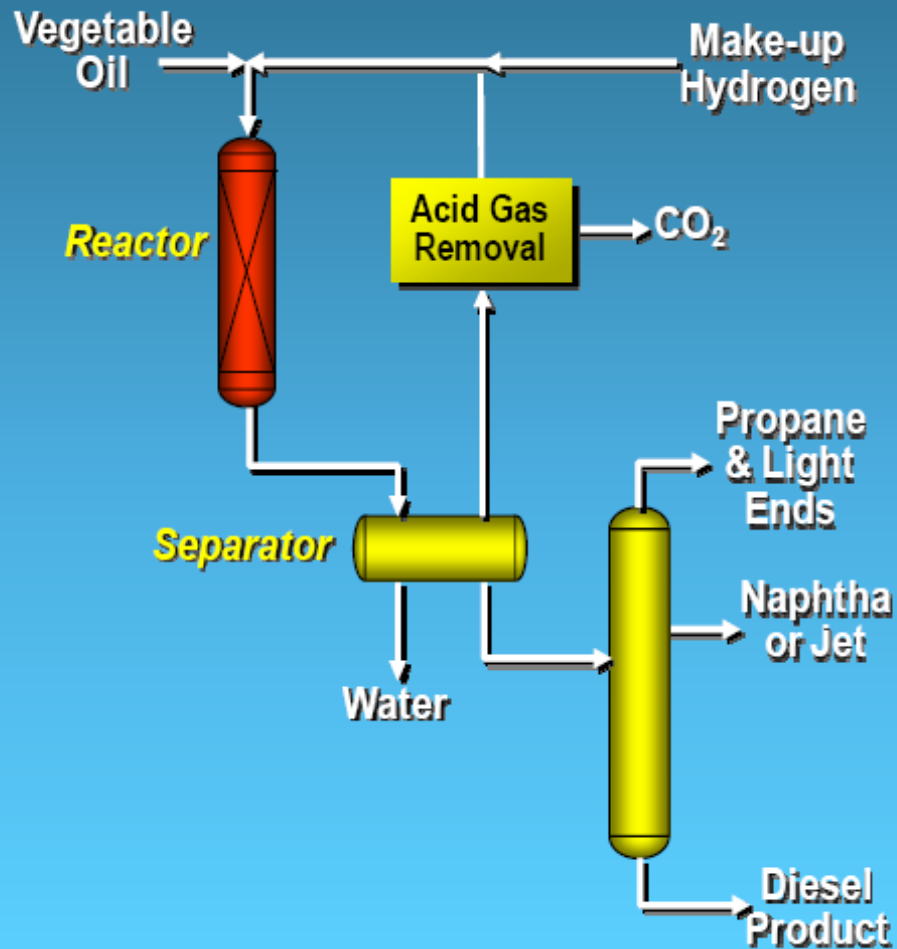 Vegetable
Oil
Make-up
Hydrogen
Acid Gas
Removal
CO₂
Reactor
Propane
& Light
Ends
Separator
Naphtha
or Jet
Water
Diesel
Product